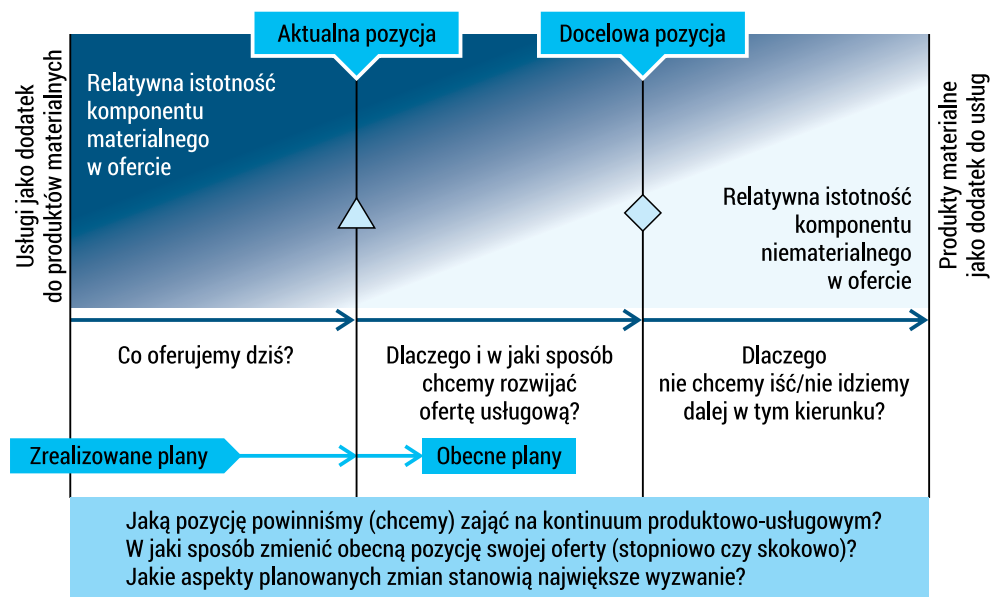 Aktualna pozycja
Docelowa pozycja
Usługi jako dodatek
do produktów materialnych
Relatywna istotność
komponentu
materialnego
w ofercie
Relatywna istotność
komponentu
niematerialnego
w ofercie
Produkty materialne
jako dodatek do usług
Co oferujemy dziś?
Dlaczego i w jaki sposób
chcemy rozwijać
ofertę usługową?
Dlaczego
nie chcemy iść/nie idziemy
dalej w tym kierunku?
Zrealizowane plany
Obecne plany
Jaką pozycję powinniśmy (chcemy) zająć na kontinuum produktowo-usługowym?
W jaki sposób zmienić obecną pozycję swojej oferty (stopniowo czy skokowo)?
Jakie aspekty planowanych zmian stanowią największe wyzwanie?